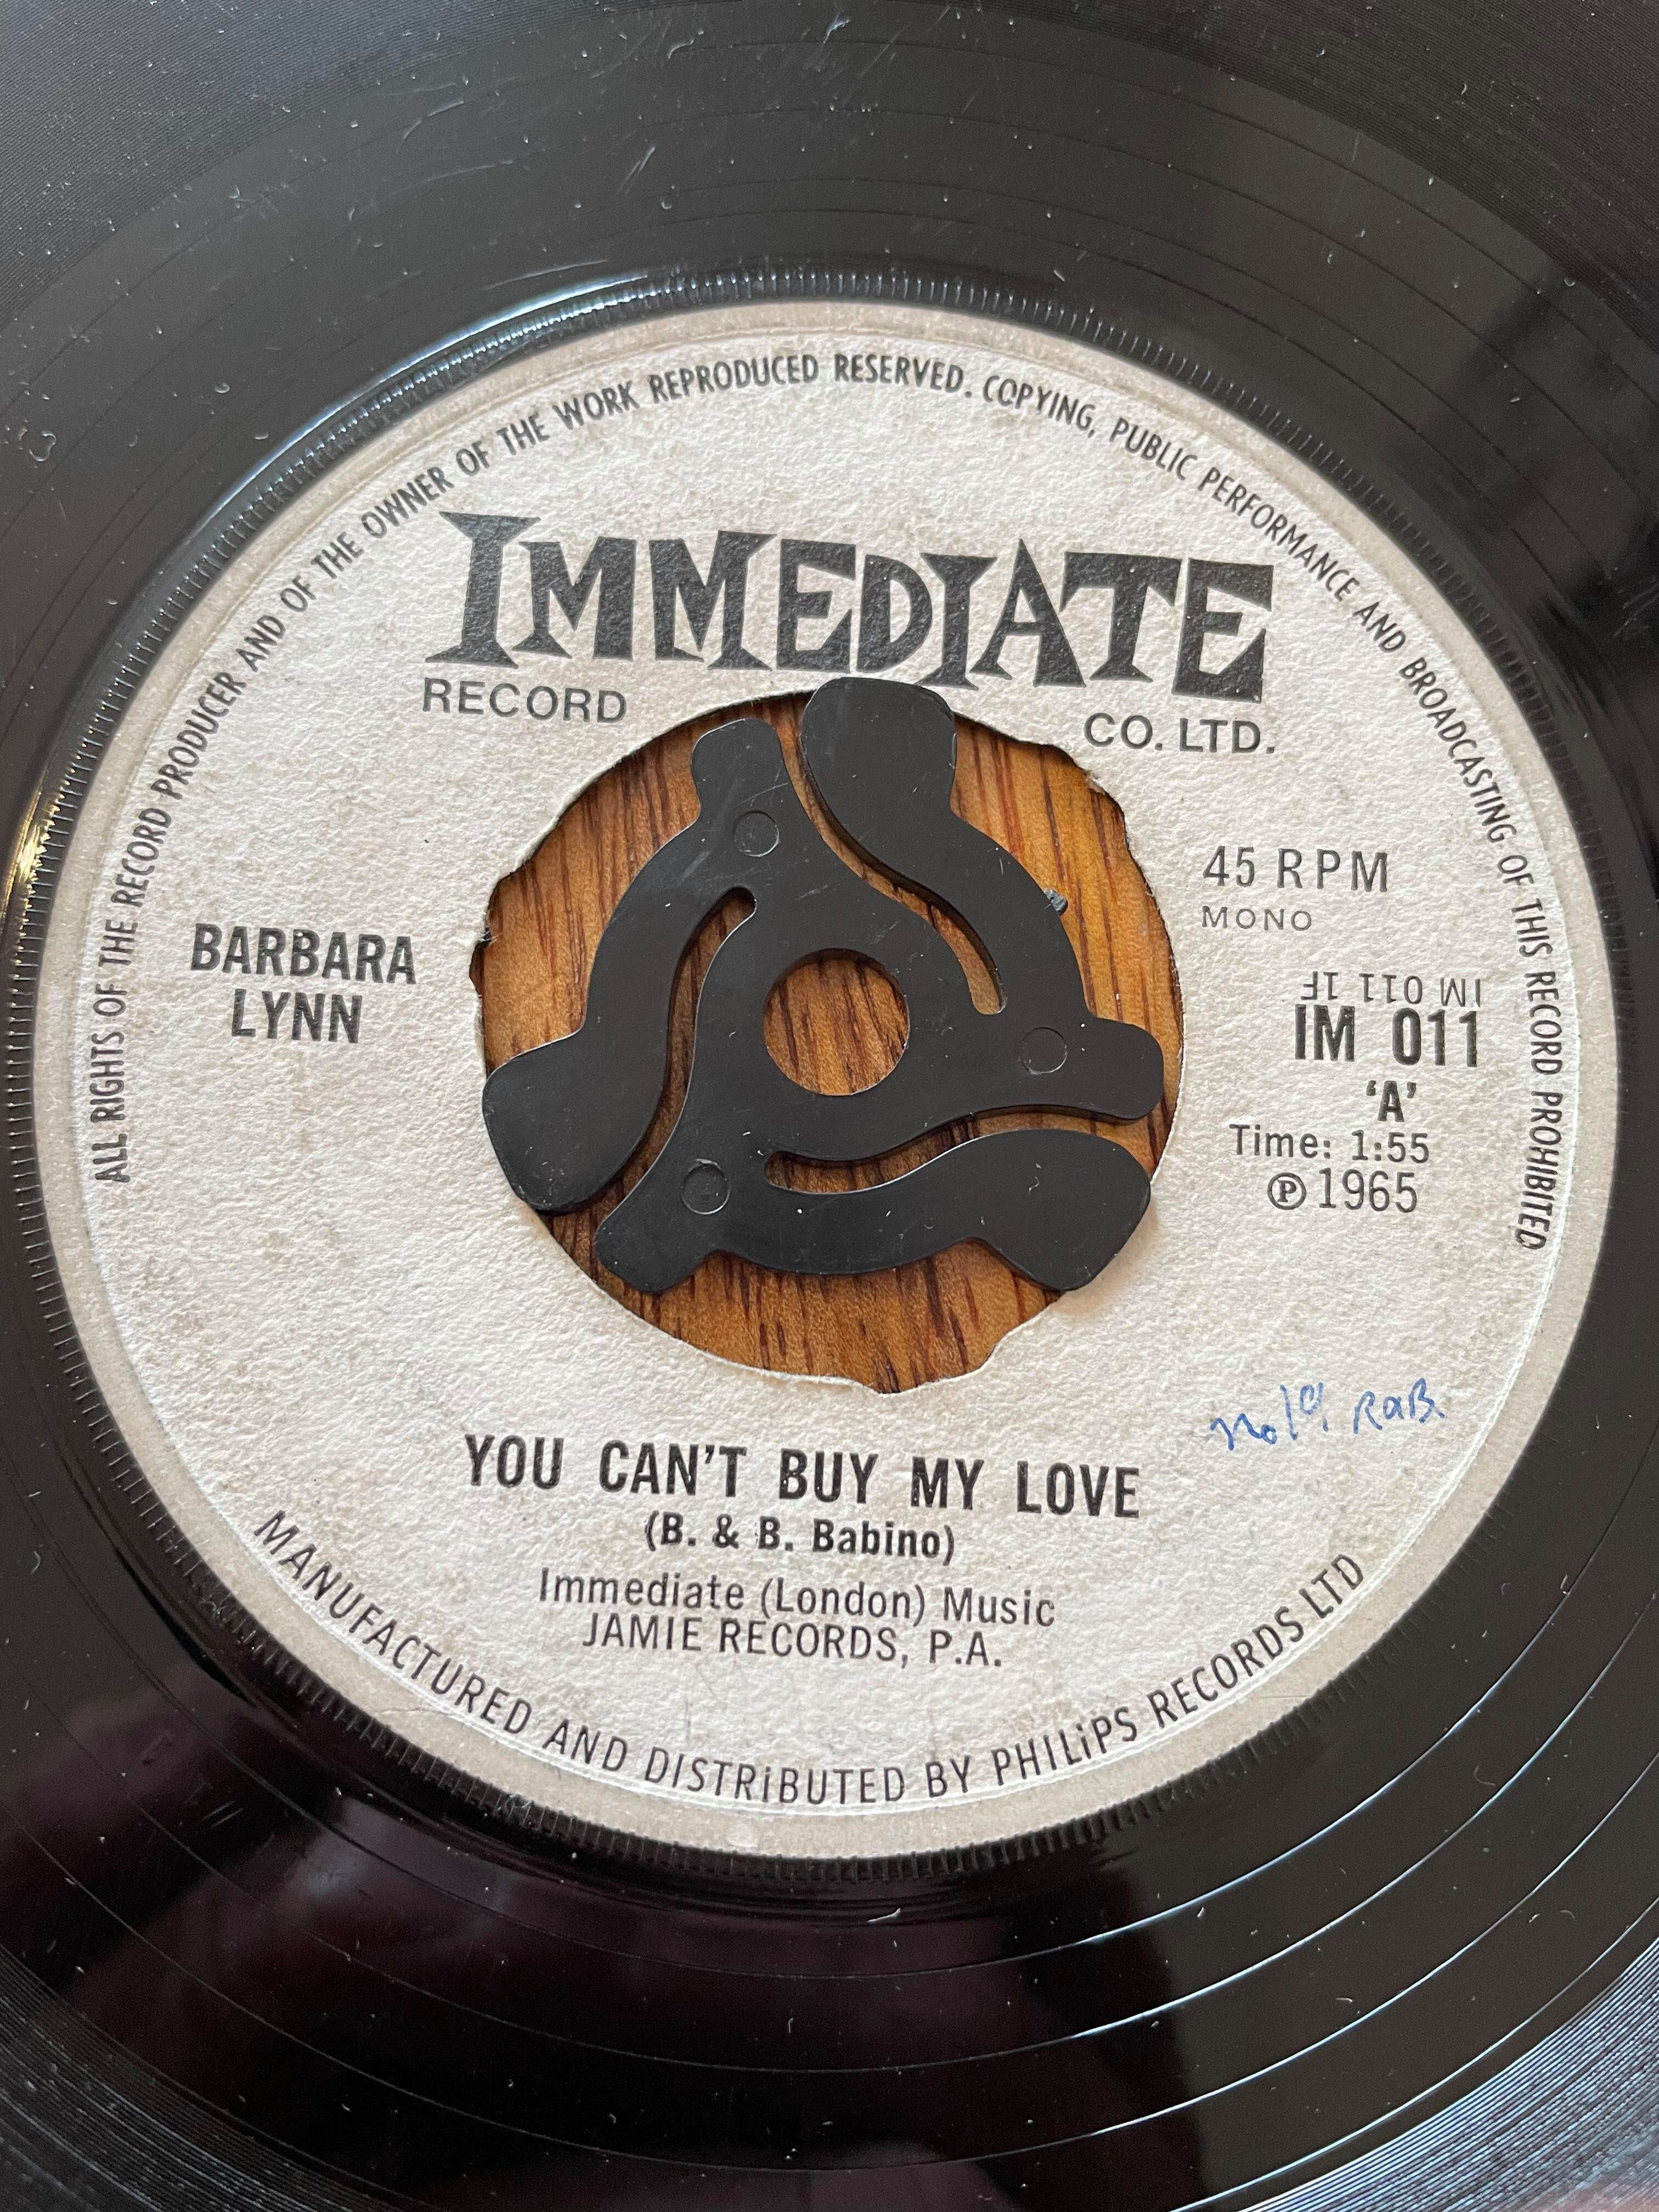 ALL RIGHTS OF THE RECORD PRODUCER AND OF THE OWNER OF THE WORK REPRODUCED RESERVED. COPYING, PUBLIC PERFORMANCE AND BROADCASTING OF THIS RECORD PROHIBITED
IMMEDIATE
RECORD CO. LTD.
45 RPM
MONO
BARBARA
LYNN
IM 011 1F
IM 011
'A'
Time: 1:55
℗ 1965
YOU CAN'T BUY MY LOVE
(B. & B. Babino)
Immediate (London) Music
JAMIE RECORDS, P.A.
MANUFACTURED AND DISTRiBUTED BY PHILiPS RECORDS LTD